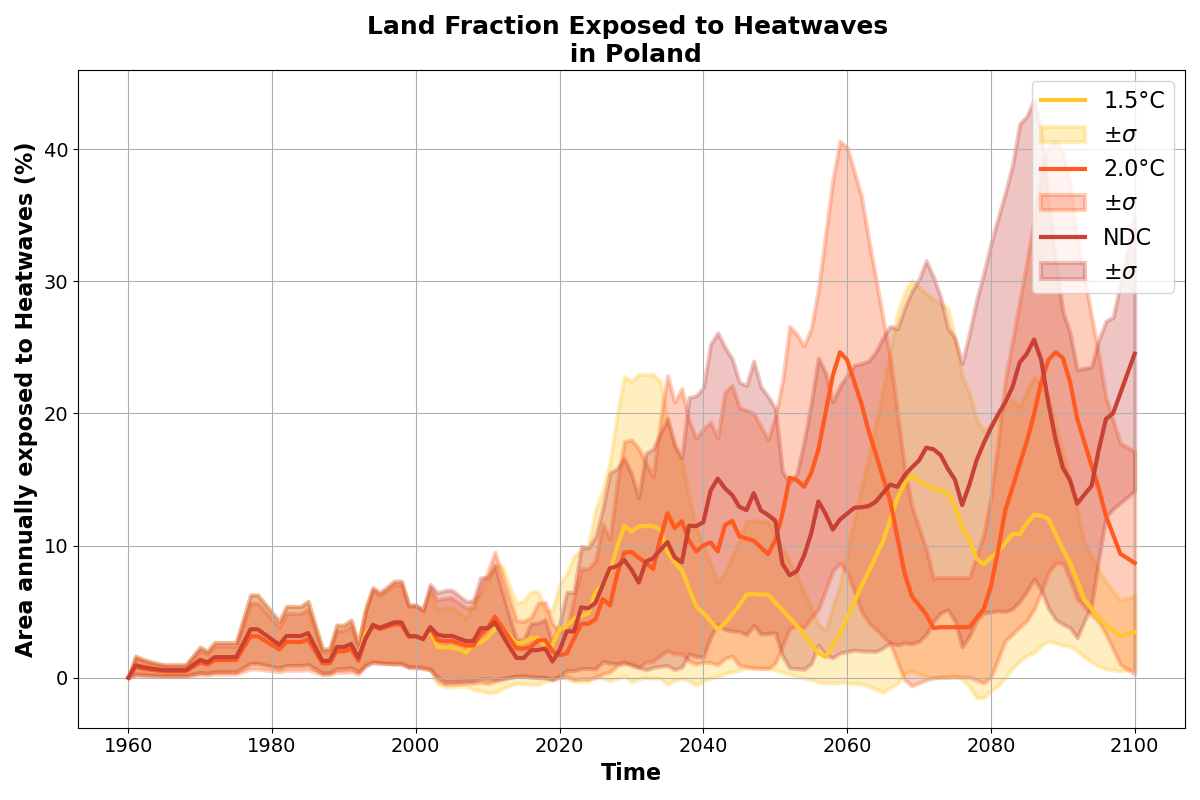 Land Fraction Exposed to Heatwaves
in Poland
Area annually exposed to Heatwaves (%)
40
30
20
10
0
1960 1980 2000 2020 2040 2060 2080 2100
Time
1.5°C
±σ
2.0°C
±σ
NDC
±σ